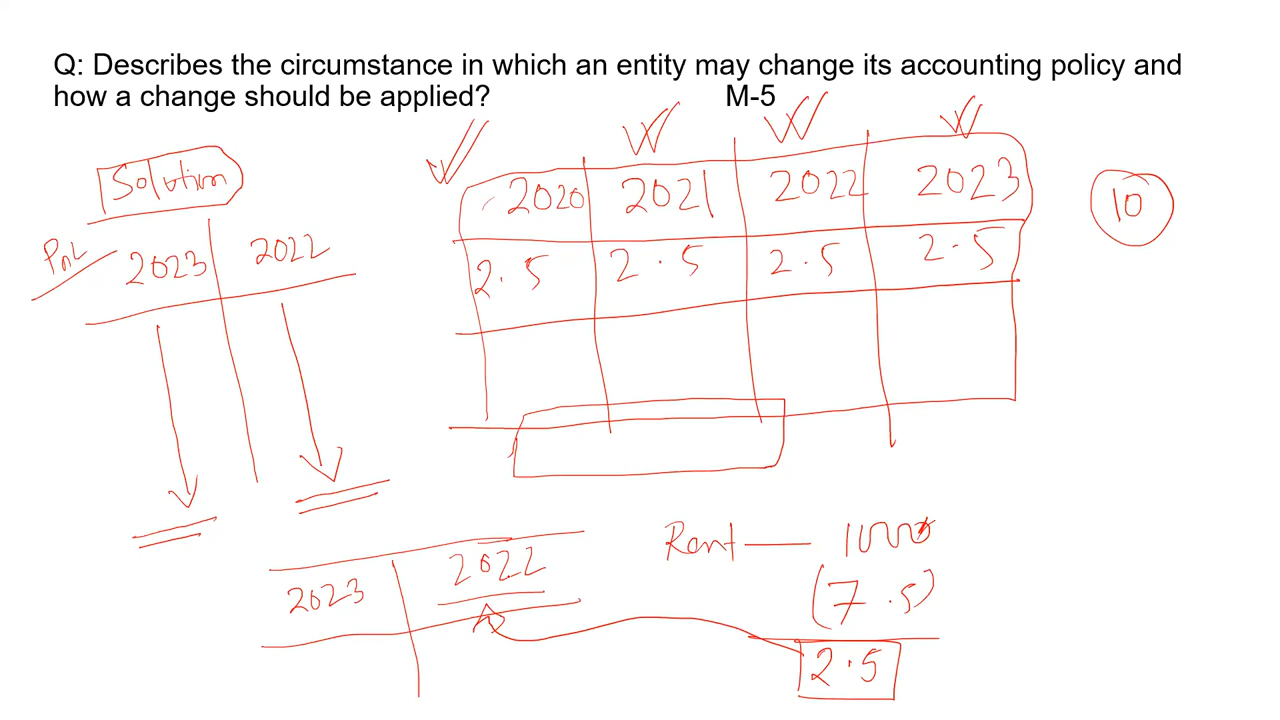 Q: Describes the circumstance in which an entity may change its accounting policy and
how a change should be applied? M-5
Solution
2020 2021 2022 2023
10
PnL 2023 2022
2.5 2.5 2.5 2.5
Rent —
2023 2022
(7.5)
2.5